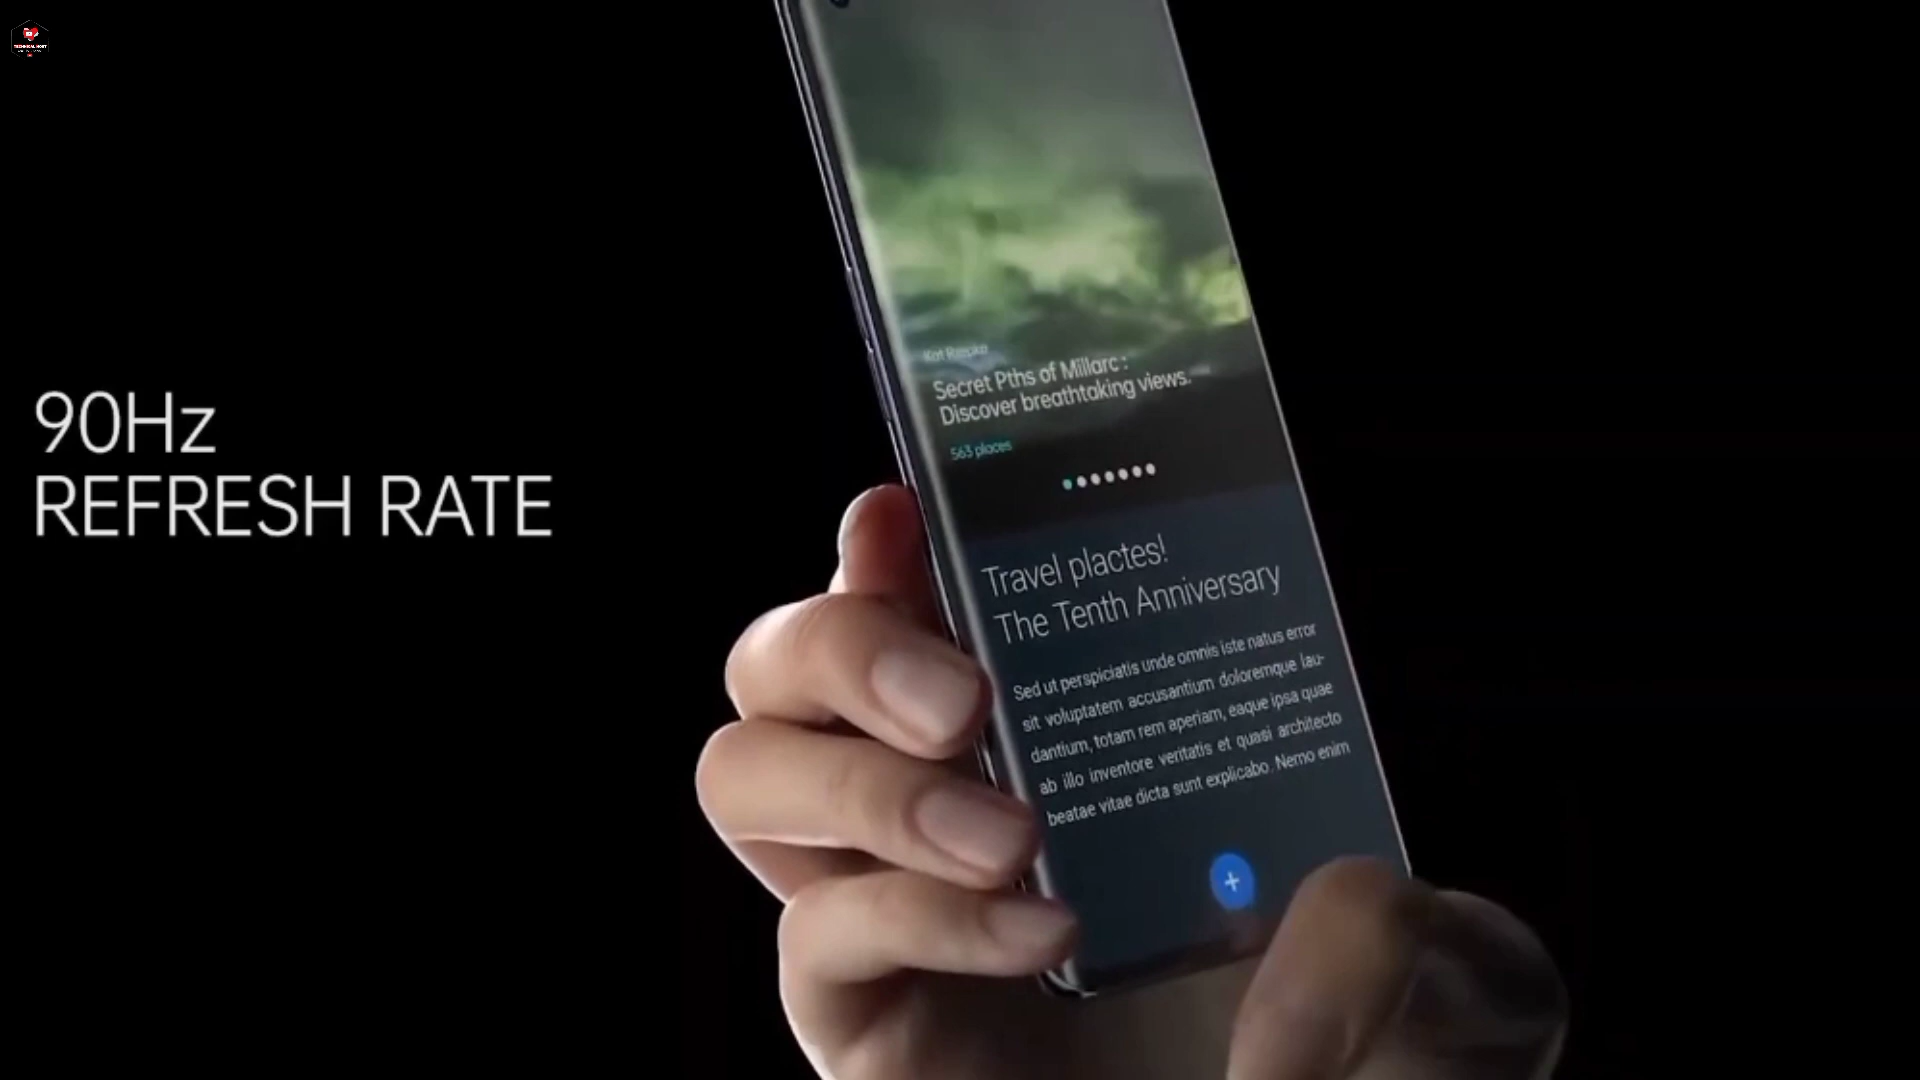 TECHNICAL HOST
90Hz
REFRESH RATE
Secret Pths of Millarc :
Discover breathtaking views.
563 places
Travel plactes!
The Tenth Anniversary
Sed ut perspiciatis unde omnis iste natus error
sit voluptatem accusantium doloremque lau-
dantium, totam rem aperiam, eaque ipsa quae
ab illo inventore veritatis et quasi architecto
beatae vitae dicta sunt explicabo. Nemo enim